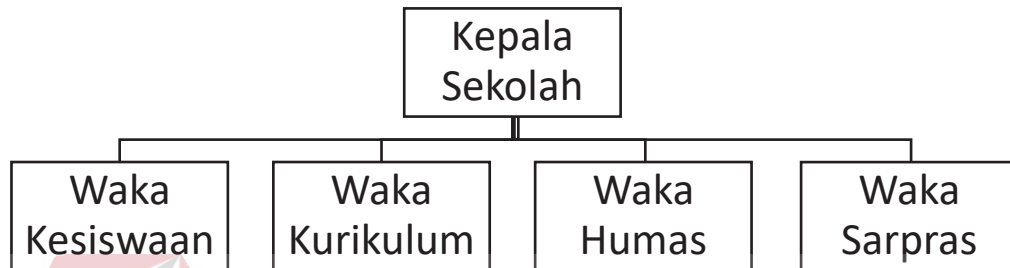 Kepala
Sekolah
Waka
Kesiswaan
Waka
Kurikulum
Waka
Humas
Waka
Sarpras